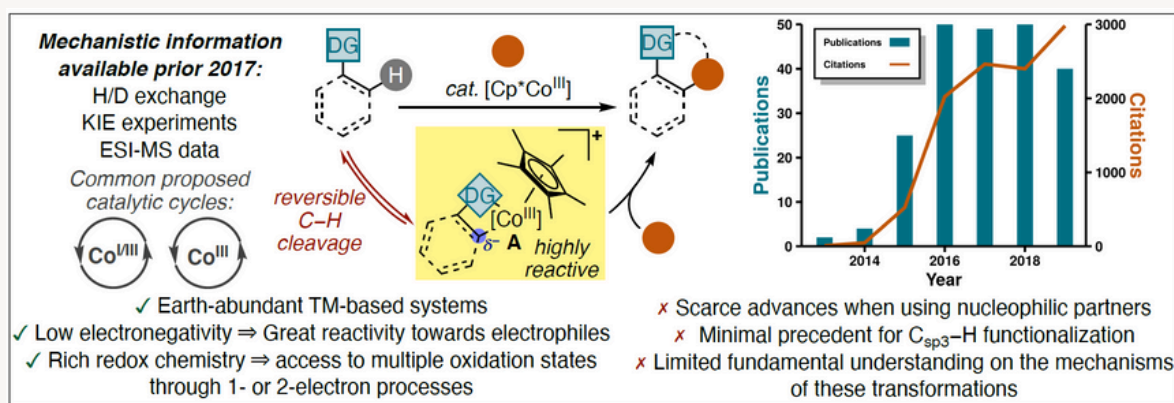 Mechanistic information
available prior 2017:
H/D exchange
KIE experiments
ESI-MS data
Common proposed
catalytic cycles:
Co^I/III
Co^III
DG
H
cat. [Cp*Co^III]
DG
reversible
C–H
cleavage
DG
[Co^III]
+
δ−
A
highly
reactive
Publications
Citations
50
40
30
20
10
0
Publications
3000
2000
1000
0
Citations
2014
2016
2018
Year
✓ Earth-abundant TM-based systems
✓ Low electronegativity ⇒ Great reactivity towards electrophiles
✓ Rich redox chemistry ⇒ access to multiple oxidation states
through 1- or 2-electron processes
✗ Scarce advances when using nucleophilic partners
✗ Minimal precedent for C_sp3–H functionalization
✗ Limited fundamental understanding on the mechanisms
of these transformations